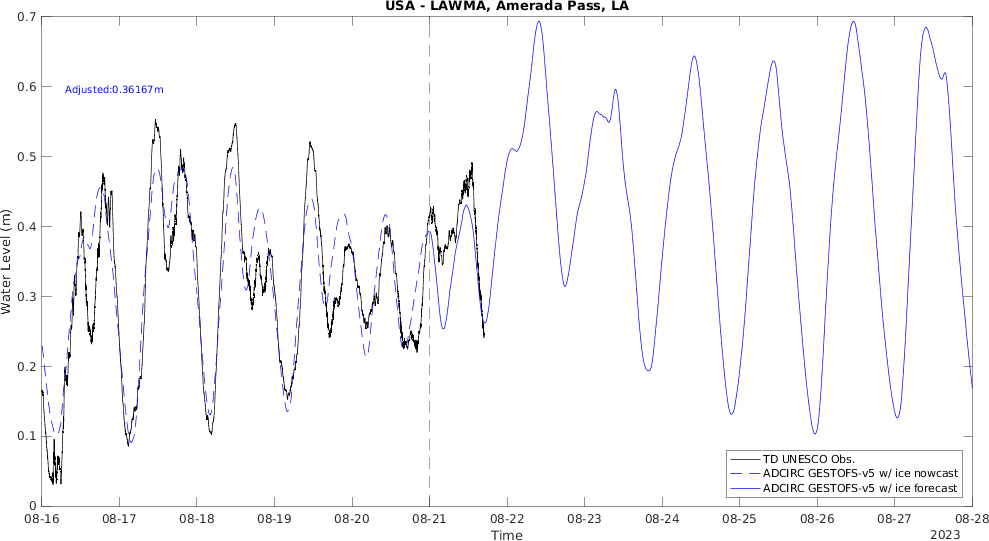 USA - LAWMA, Amerada Pass, LA
0.7
0.6
0.5
0.4
0.3
0.2
0.1
0
Water Level (m)
Adjusted:0.36167m
TD UNESCO Obs.
ADCIRC GESTOFS-v5 w/ ice nowcast
ADCIRC GESTOFS-v5 w/ ice forecast
08-16 08-17 08-18 08-19 08-20 08-21 08-22 08-23 08-24 08-25 08-26 08-27 08-28
Time
2023